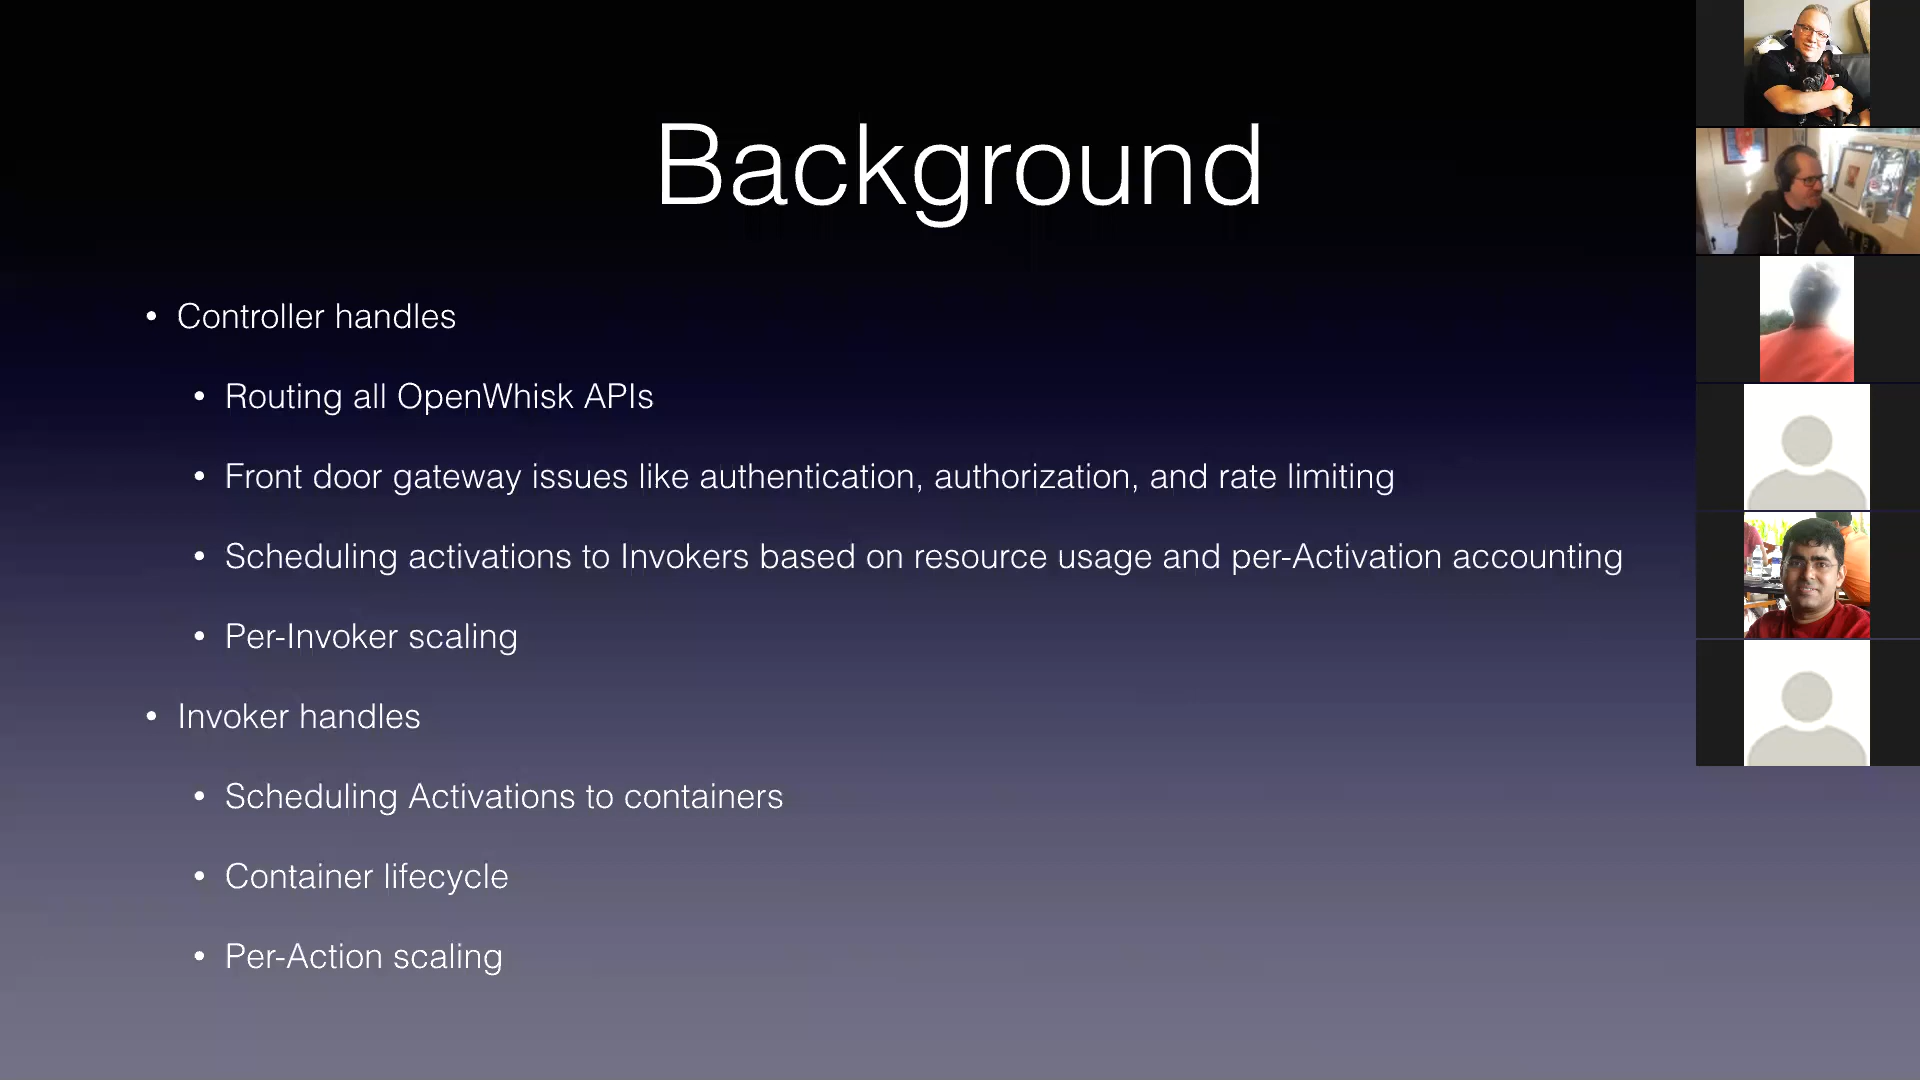 Background
• Controller handles
• Routing all OpenWhisk APIs
• Front door gateway issues like authentication, authorization, and rate limiting
• Scheduling activations to Invokers based on resource usage and per-Activation accounting
• Per-Invoker scaling
• Invoker handles
• Scheduling Activations to containers
• Container lifecycle
• Per-Action scaling